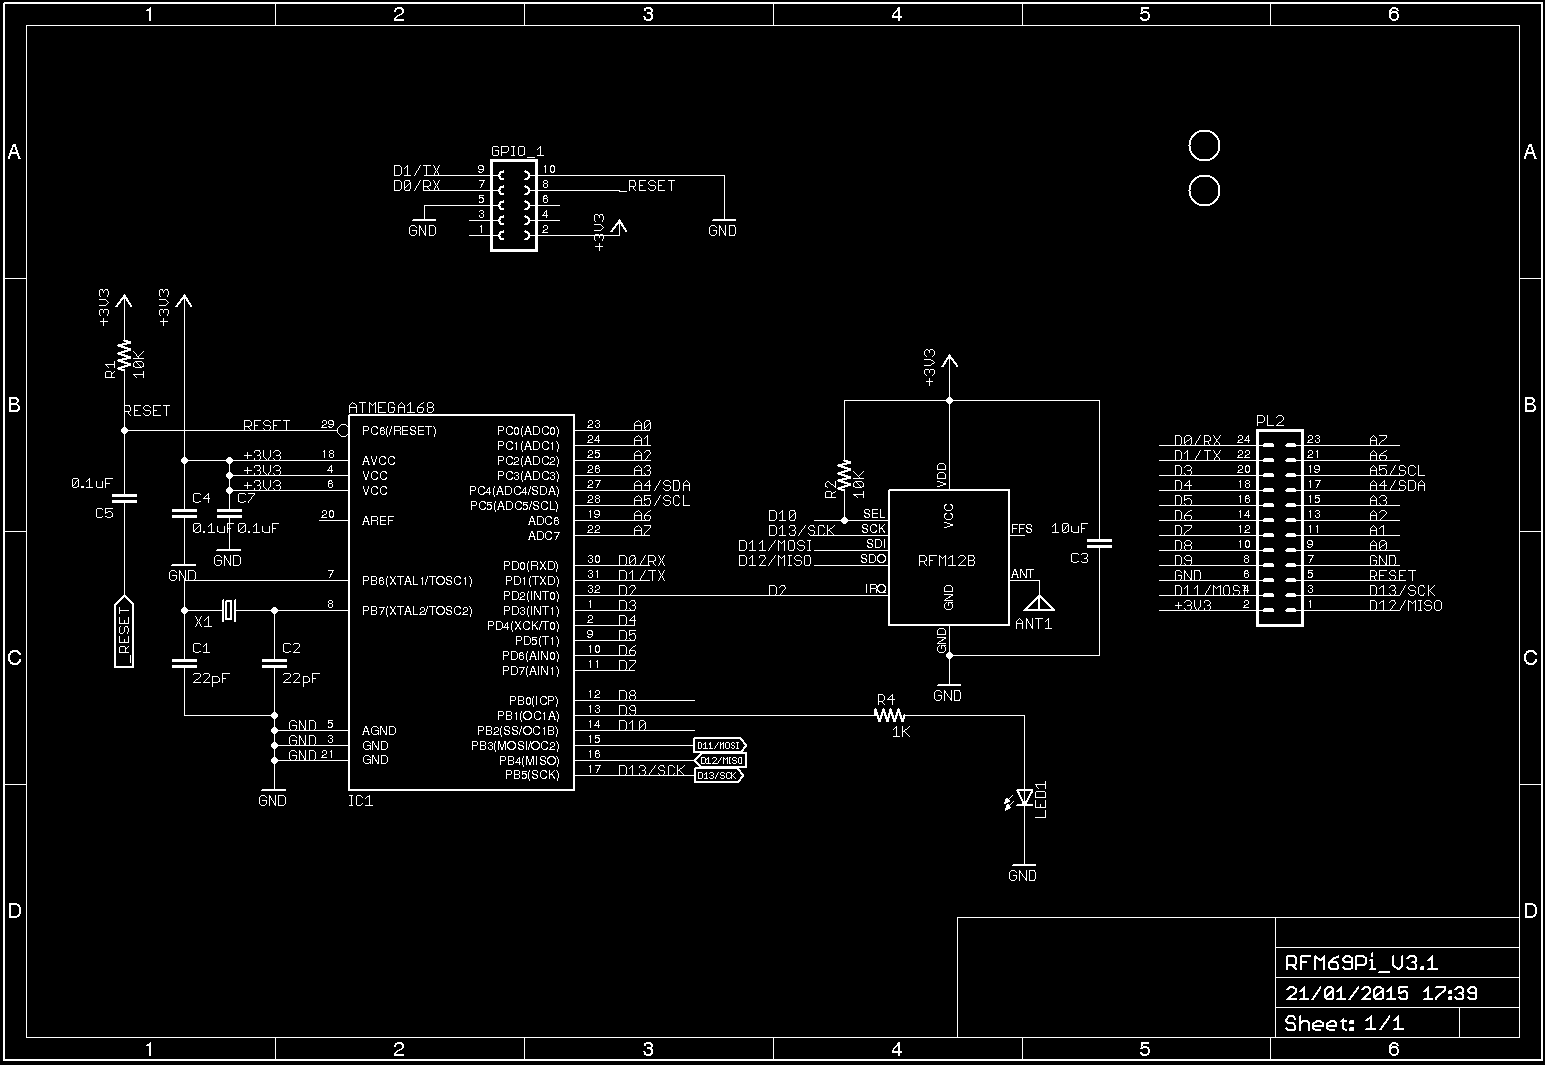 1 2 3 4 5 6
A A
B B
C C
D D
1 2 3 4 5 6
GPIO_1
D1/TX 9 10
D0/RX 7 8 _RESET
5 6
3 4
1 2
GND
+3V3
GND
+3V3
+3V3
R1
10K
RESET
0.1uF
C5
_RESET
C4
0.1uF
C7
0.1uF
GND
GND
X1
C1
22pF
C2
22pF
GND
ATMEGA168
RESET 29 PC6(/RESET)
+3V3 18 AVCC
+3V3 4 VCC
+3V3 6 VCC
20 AREF
7 PB6(XTAL1/TOSC1)
8 PB7(XTAL2/TOSC2)
GND 5 AGND
GND 3 GND
GND 21 GND
IC1
PC0(ADC0) 23 A0
PC1(ADC1) 24 A1
PC2(ADC2) 25 A2
PC3(ADC3) 26 A3
PC4(ADC4/SDA) 27 A4/SDA
PC5(ADC5/SCL) 28 A5/SCL
ADC6 19 A6
ADC7 22 A7
PD0(RXD) 30 D0/RX
PD1(TXD) 31 D1/TX
PD2(INT0) 32 D2
PD3(INT1) 1 D3
PD4(XCK/T0) 2 D4
PD5(T1) 9 D5
PD6(AIN0) 10 D6
PD7(AIN1) 11 D7
PB0(ICP) 12 D8
PB1(OC1A) 13 D9
PB2(SS/OC1B) 14 D10
PB3(MOSI/OC2) 15 D11/MOSI
PB4(MISO) 16 D12/MISO
PB5(SCK) 17 D13/SCK D13/SCK
+3V3
R2
10K
VDD
VCC
D10 SEL
D13/SCK SCK
D11/MOSI SDI
D12/MISO SDO
D2 IRQ
RFM12B
FFS
ANT
ANT1
GND
GND
GND
10uF
C3
R4
1K
LED1
GND
PL2
D0/RX 24 23 A7
D1/TX 22 21 A6
D3 20 19 A5/SCL
D4 18 17 A4/SDA
D5 16 15 A3
D6 14 13 A2
D7 12 11 A1
D8 10 9 A0
D9 8 7 GND
GND 6 5 RESET
D11/MOSI 4 3 D13/SCK
+3V3 2 1 D12/MISO
RFM69Pi_V3.1
21/01/2015 17:39
Sheet: 1/1